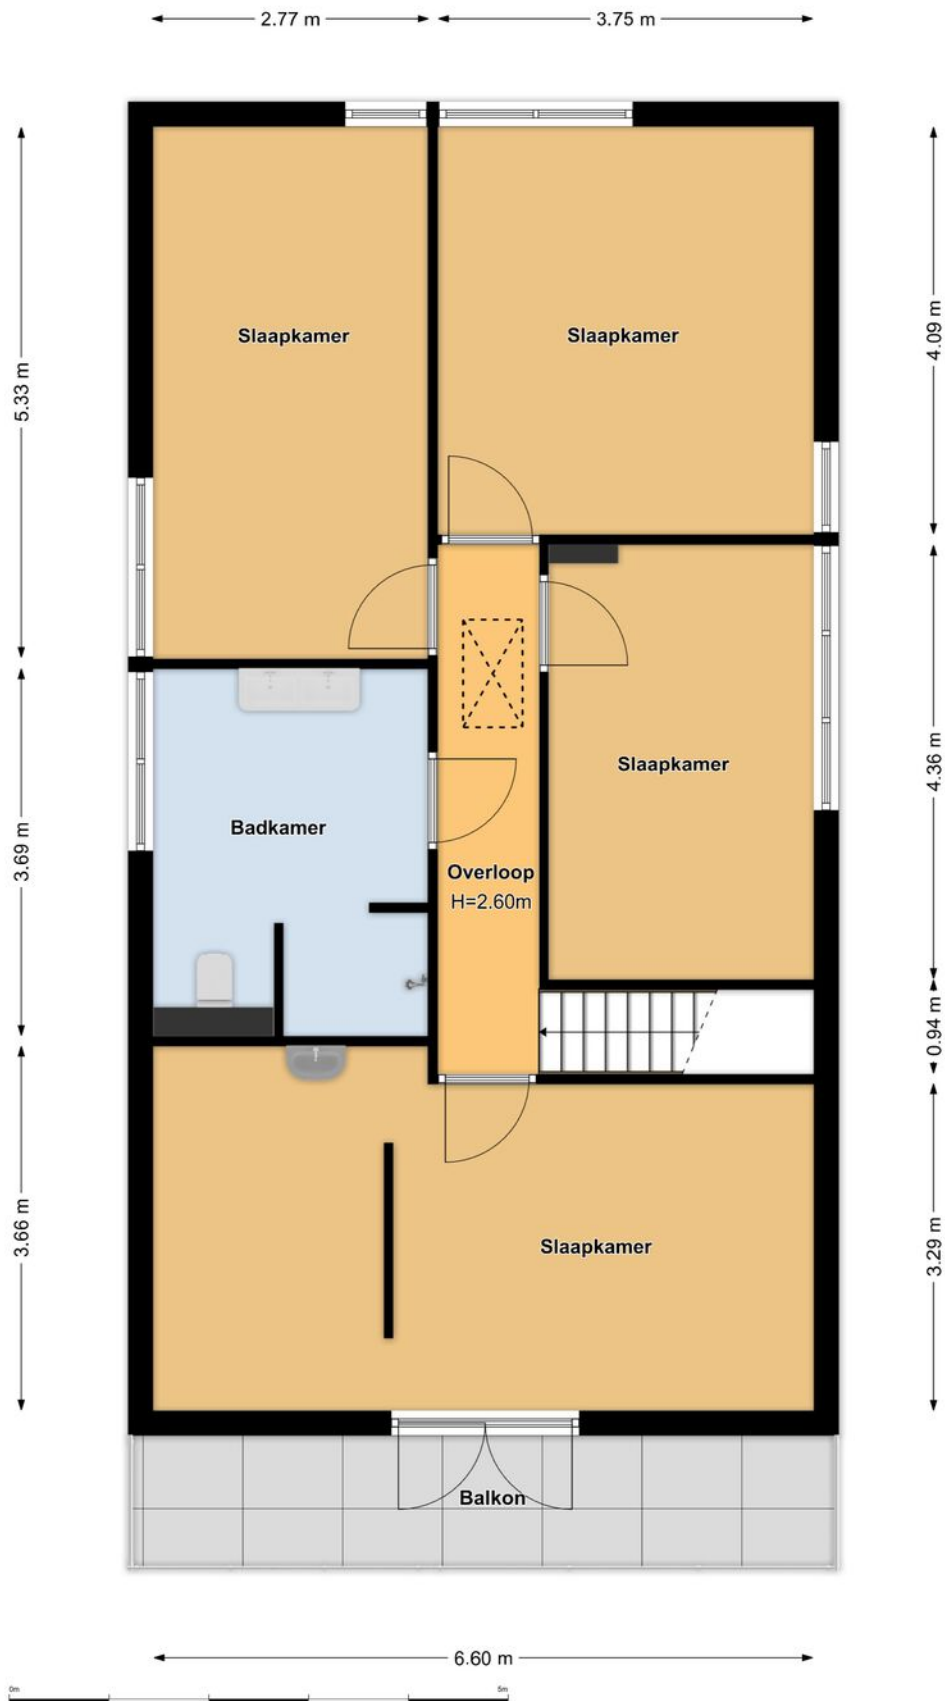 2.77 m
3.75 m
5.33 m
4.09 m
Slaapkamer
Slaapkamer
Slaapkamer
4.36 m
Badkamer
3.69 m
Overloop
H=2.60m
0.94 m
3.66 m
3.29 m
Slaapkamer
Balkon
6.60 m
0m
5m